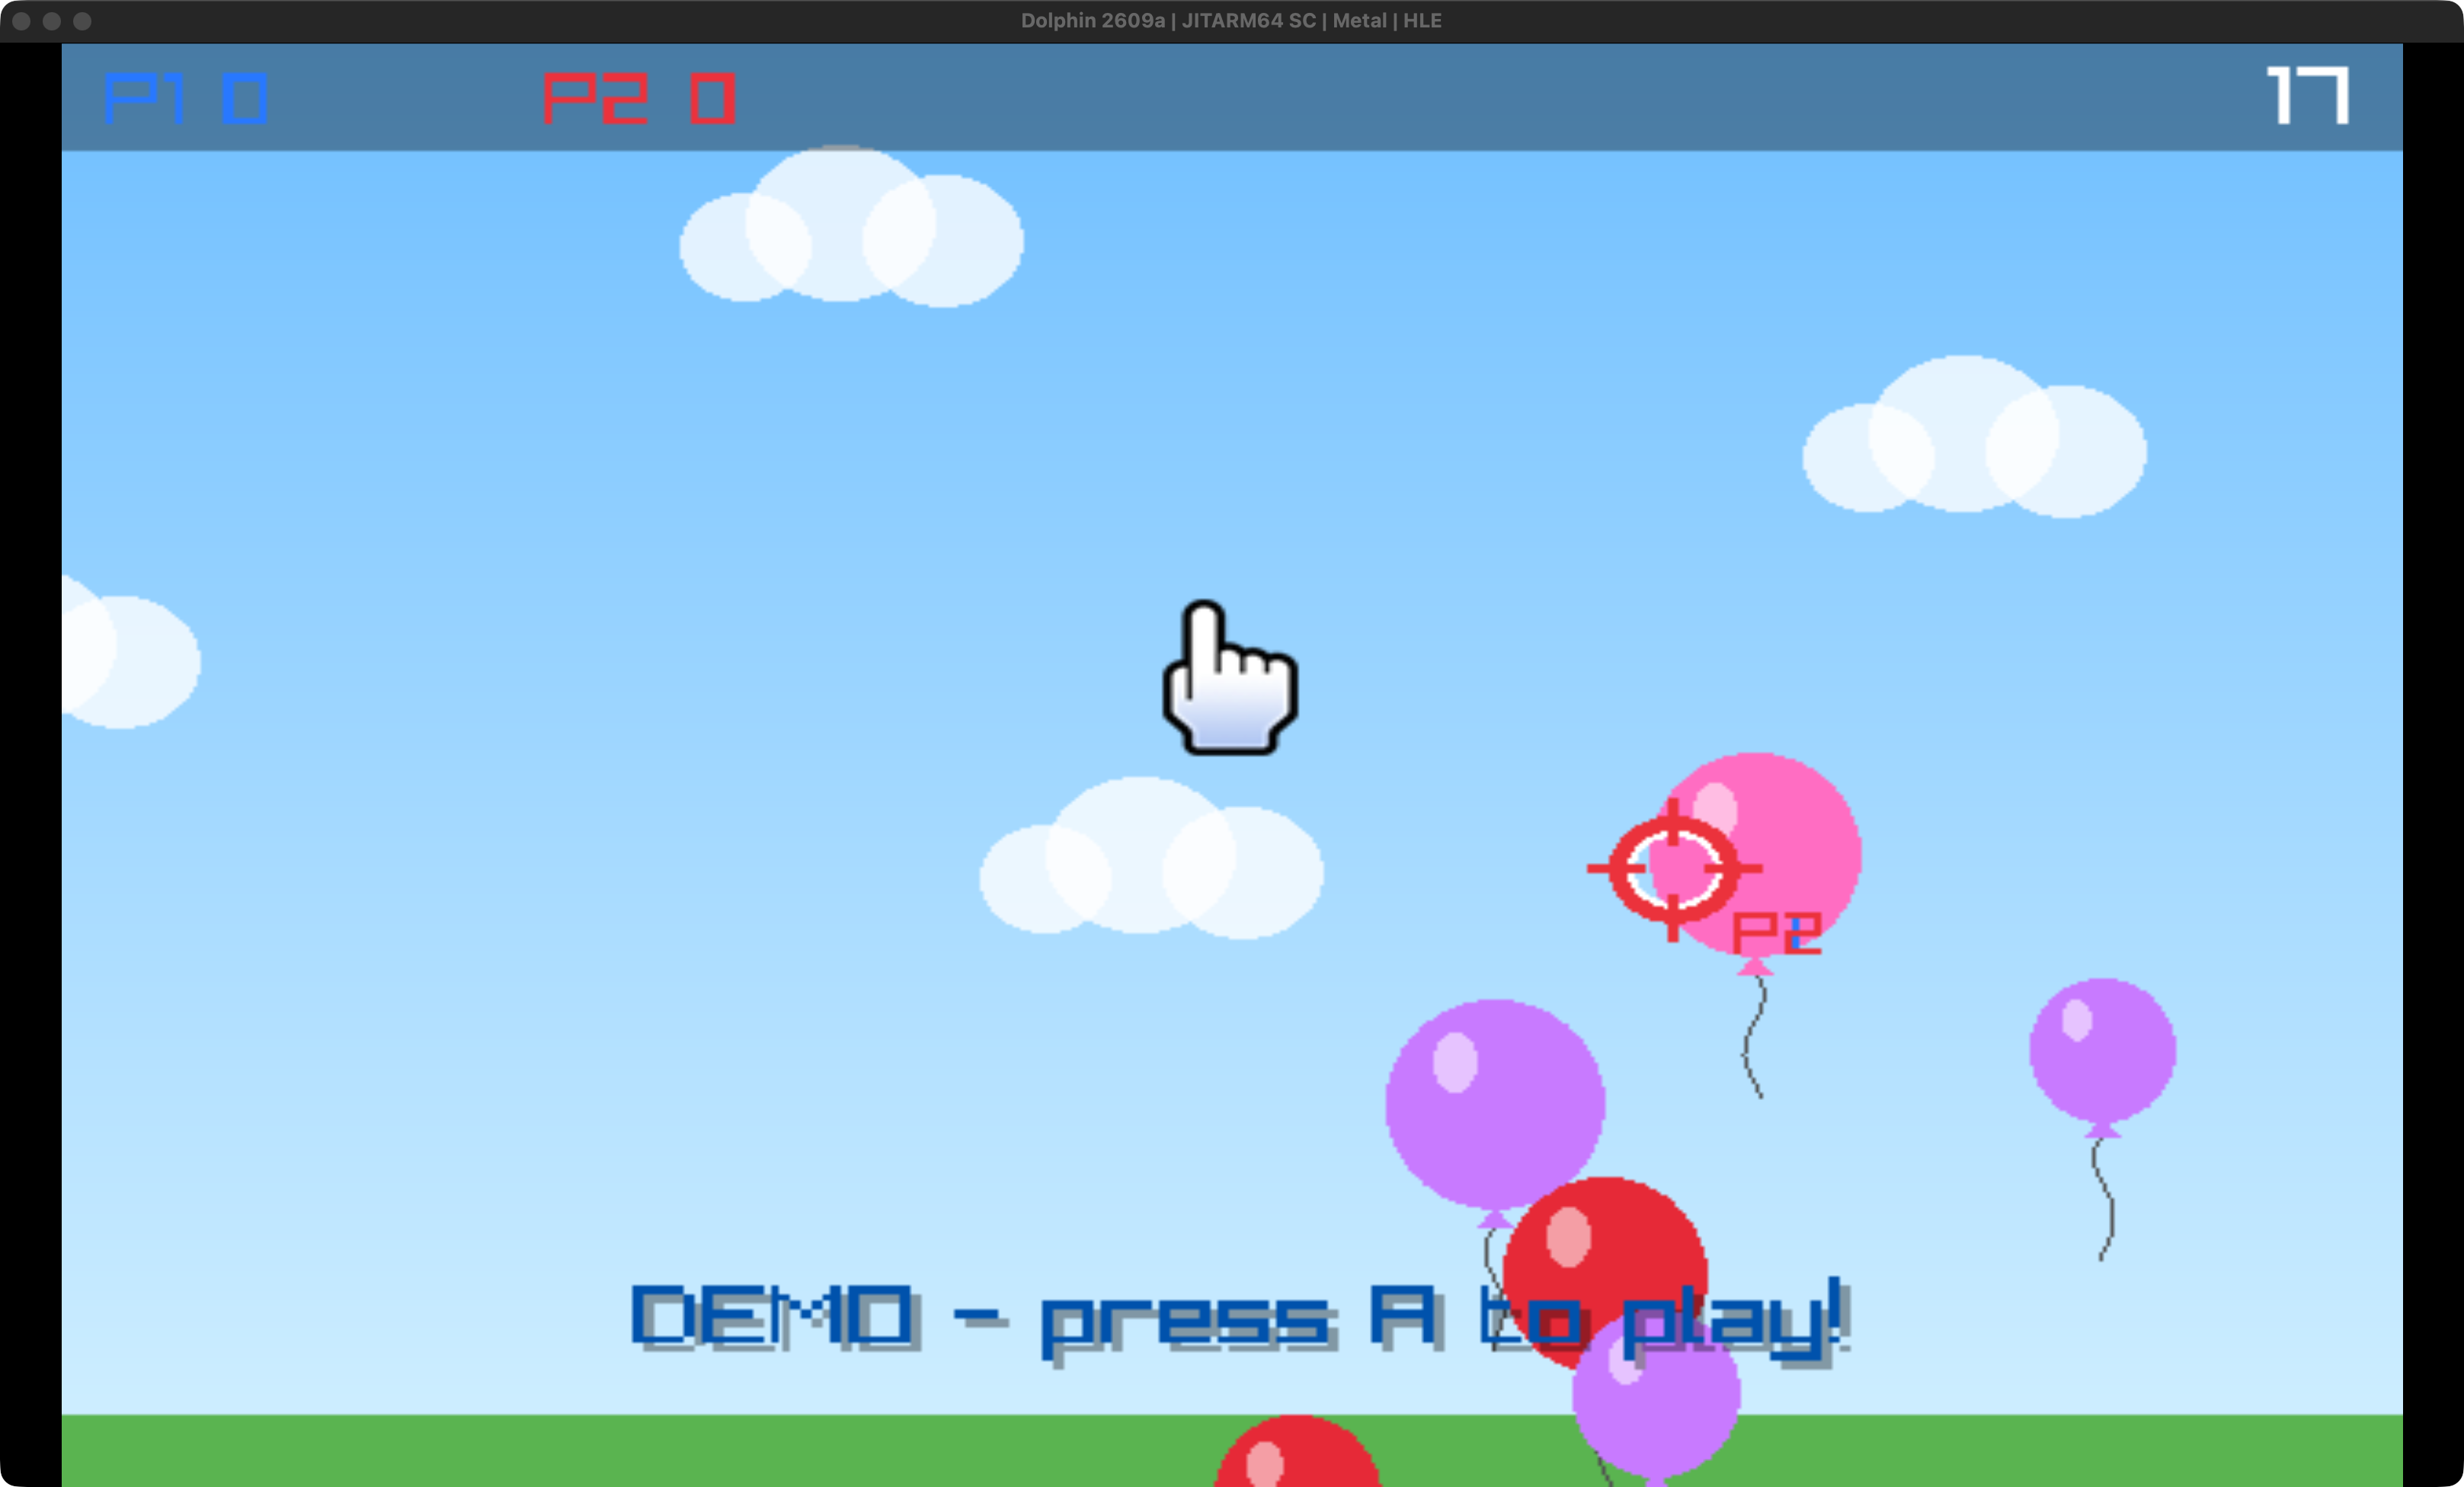 Dolphin 2609a | JITARM64 SC | Metal | HLE
P1 0 P2 0 17
P2
DEMO - press A to play!